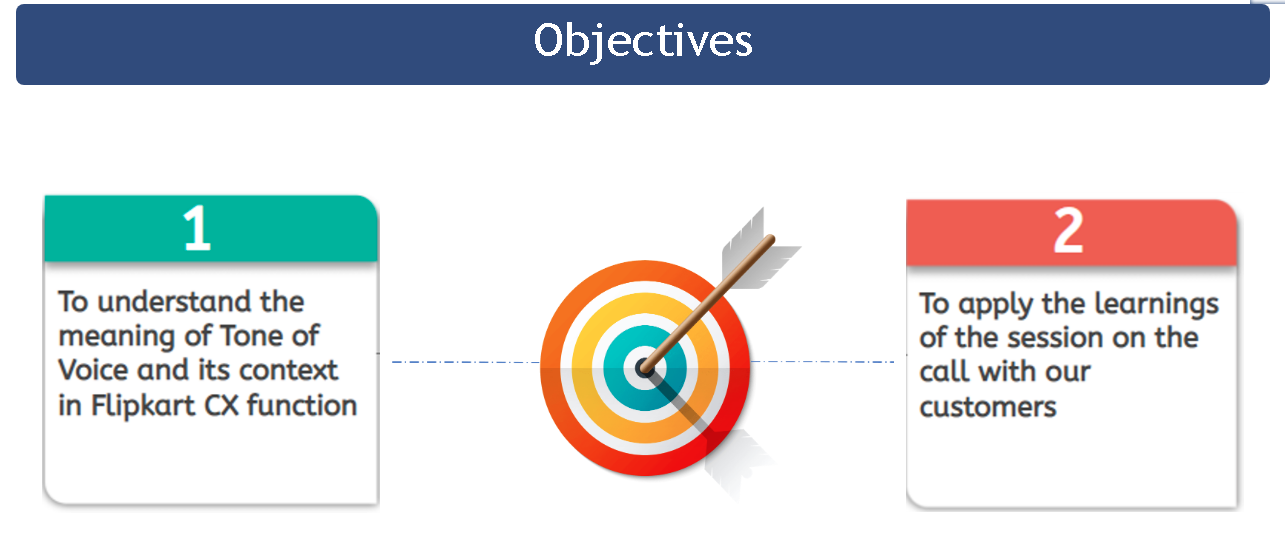 Objectives
1
To understand the
meaning of Tone of
Voice and its context
in Flipkart CX function
2
To apply the learnings
of the session on the
call with our
customers